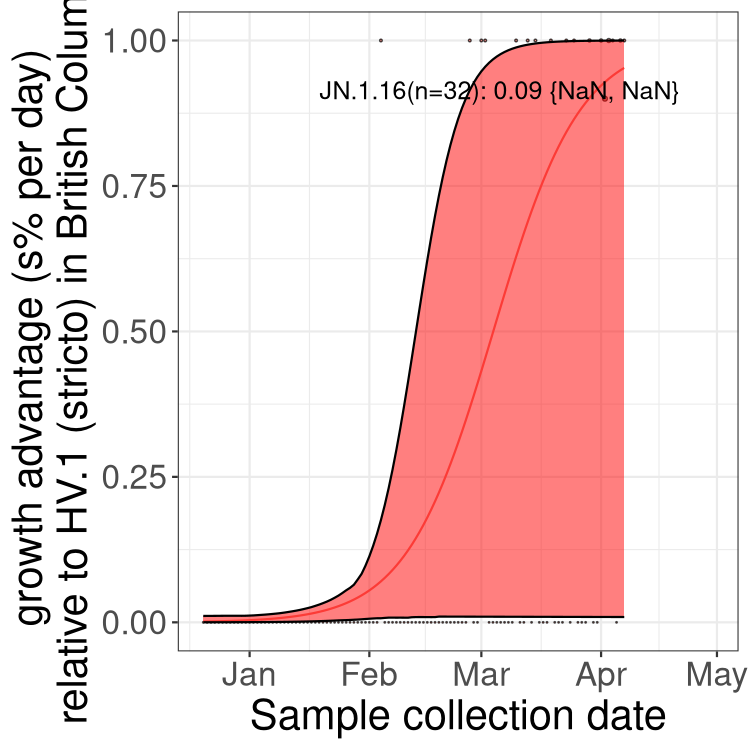 growth advantage (s% per day)
relative to HV.1 (stricto) in British Colum
1.00
0.75
0.50
0.25
0.00
JN.1.16(n=32): 0.09 {NaN, NaN}
Jan Feb Mar Apr May
Sample collection date